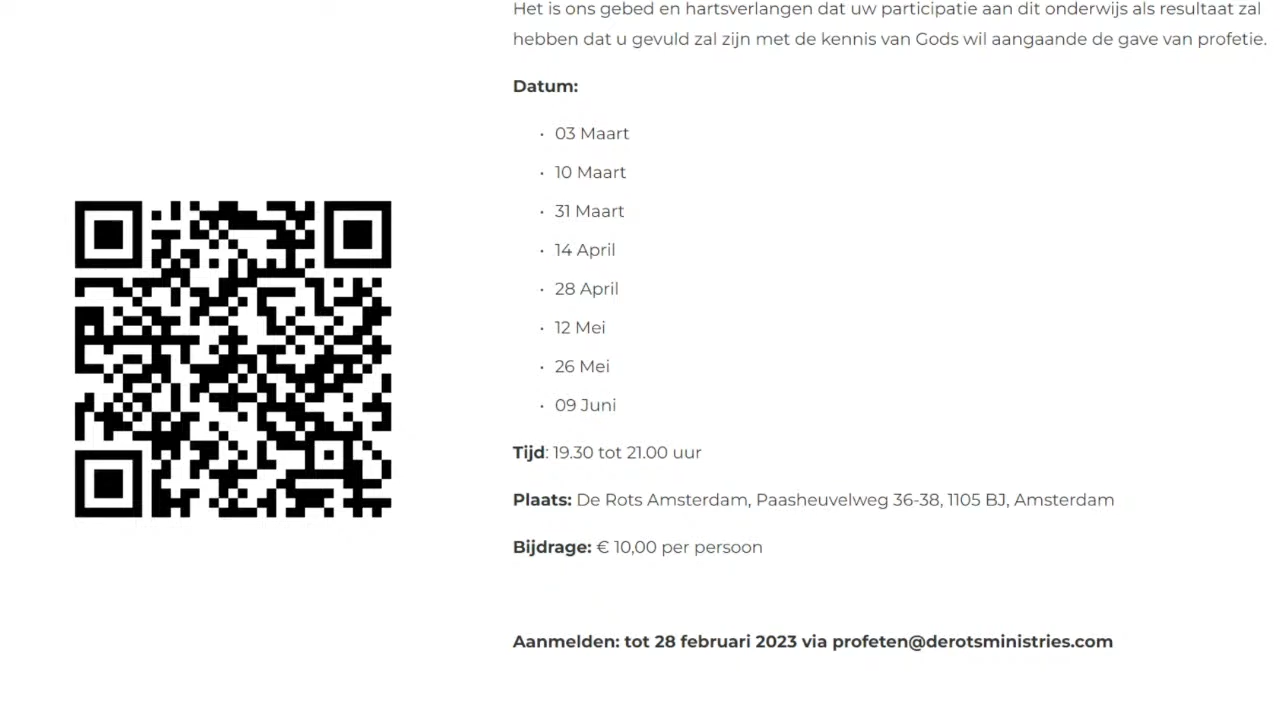 Het is ons gebed en hartsverlangen dat uw participatie aan dit onderwijs als resultaat zal
hebben dat u gevuld zal zijn met de kennis van Gods wil aangaande de gave van profetie.
Datum:
· 03 Maart
· 10 Maart
· 31 Maart
· 14 April
· 28 April
· 12 Mei
· 26 Mei
· 09 Juni
Tijd: 19.30 tot 21.00 uur
Plaats: De Rots Amsterdam, Paasheuvelweg 36-38, 1105 BJ, Amsterdam
Bijdrage: € 10,00 per persoon
Aanmelden: tot 28 februari 2023 via profeten@derotsministries.com